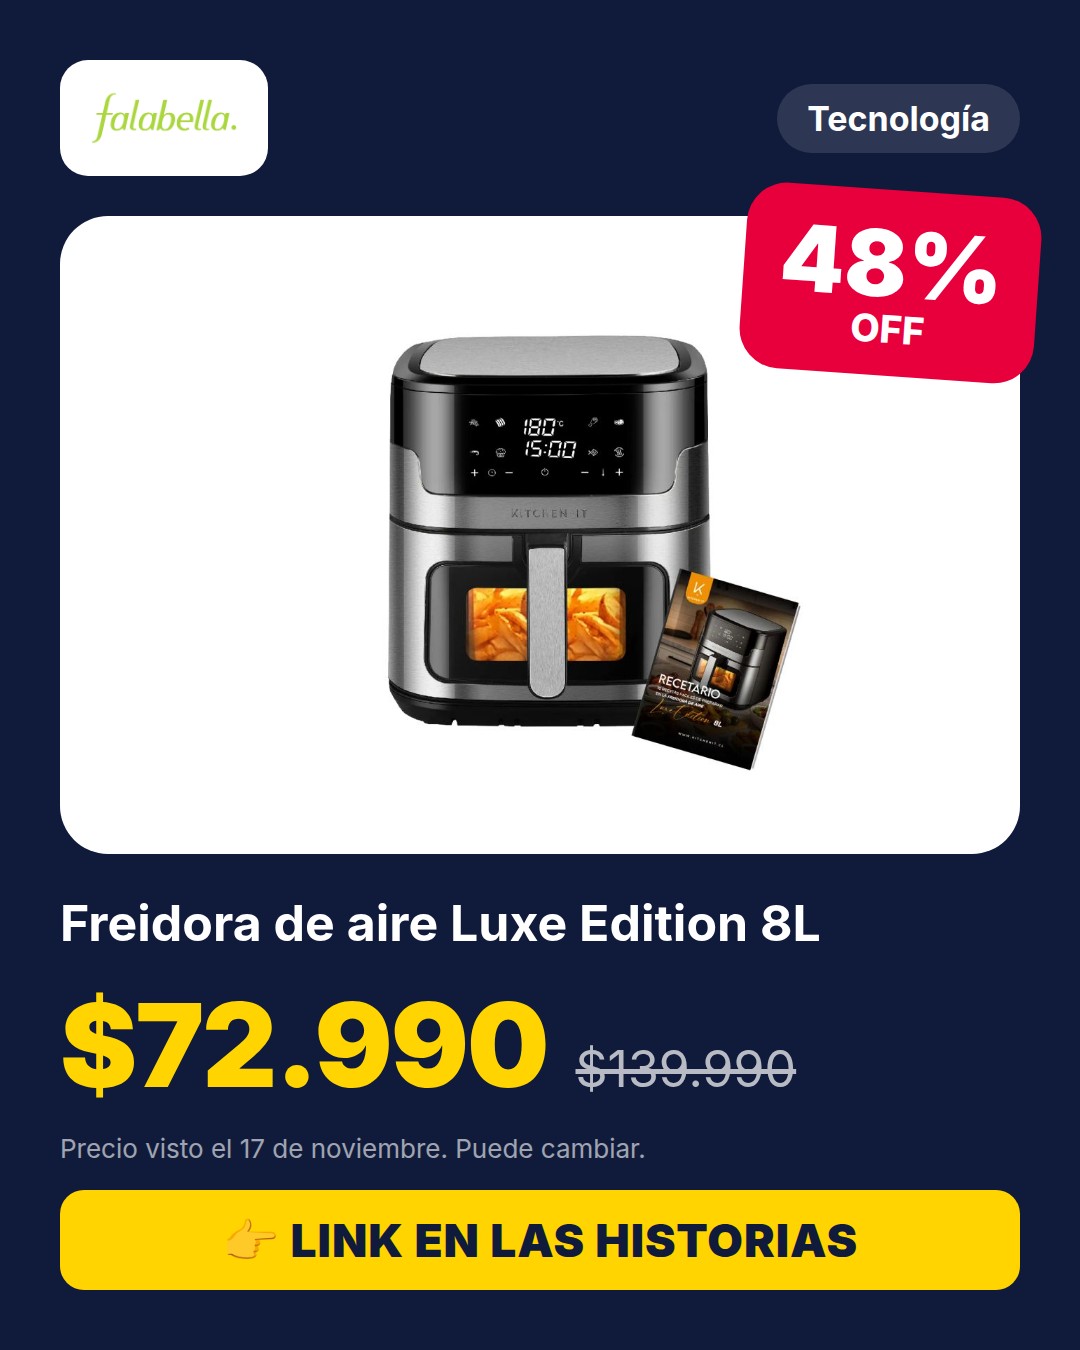 falabella.
Tecnología
48%
OFF
180°C
15:00
KITCHEN IT
RECETARIO
8L
Freidora de aire Luxe Edition 8L
$72.990 $139.990
Precio visto el 17 de noviembre. Puede cambiar.
👉 LINK EN LAS HISTORIAS